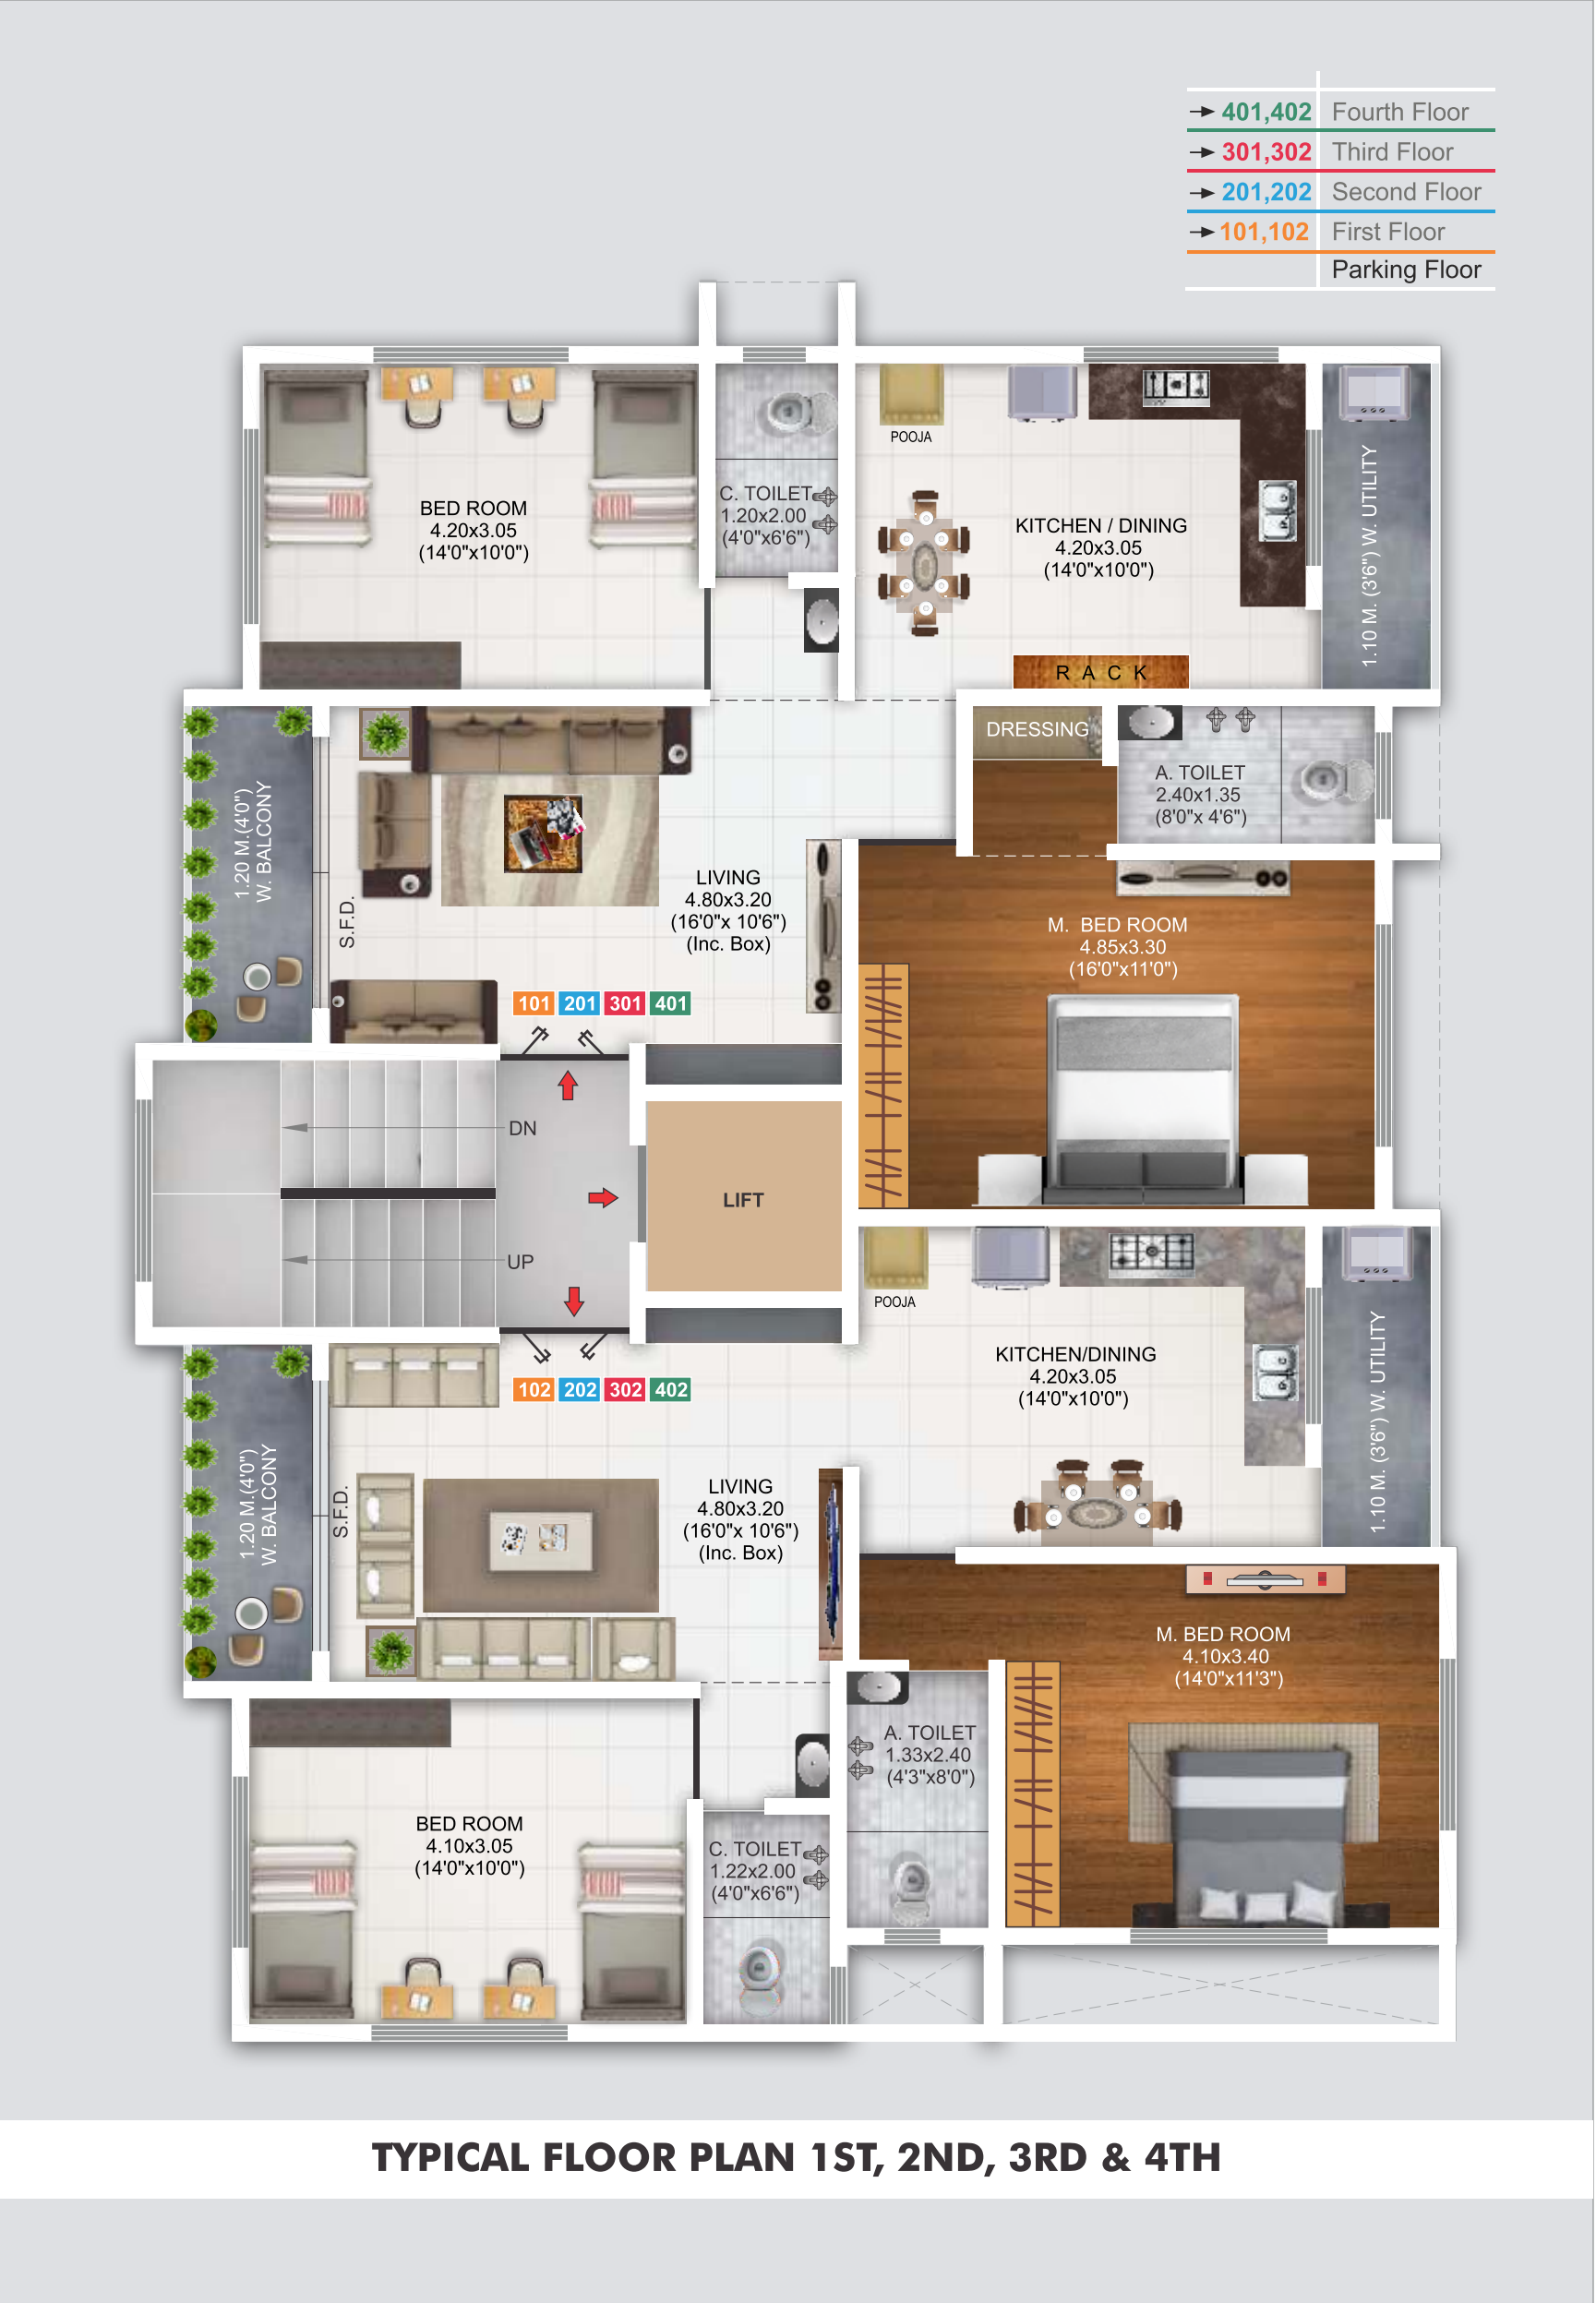 401,402 Fourth Floor
301,302 Third Floor
201,202 Second Floor
101,102 First Floor
Parking Floor
POOJA
BED ROOM
4.20x3.05
(14'0"x10'0")
C. TOILET
1.20x2.00
(4'0"x6'6")
KITCHEN / DINING
4.20x3.05
(14'0"x10'0")
1.10 M. (3'6") W. UTILITY
RACK
DRESSING
A. TOILET
2.40x1.35
(8'0"x 4'6")
1.20 M.(4'0")
W. BALCONY
S.F.D.
LIVING
4.80x3.20
(16'0"x 10'6")
(Inc. Box)
M. BED ROOM
4.85x3.30
(16'0"x11'0")
101 201 301 401
DN
LIFT
UP
POOJA
KITCHEN/DINING
4.20x3.05
(14'0"x10'0")
1.10 M. (3'6") W. UTILITY
102 202 302 402
1.20 M.(4'0")
W. BALCONY
S.F.D.
LIVING
4.80x3.20
(16'0"x 10'6")
(Inc. Box)
M. BED ROOM
4.10x3.40
(14'0"x11'3")
A. TOILET
1.33x2.40
(4'3"x8'0")
BED ROOM
4.10x3.05
(14'0"x10'0")
C. TOILET
1.22x2.00
(4'0"x6'6")
TYPICAL FLOOR PLAN 1ST, 2ND, 3RD & 4TH